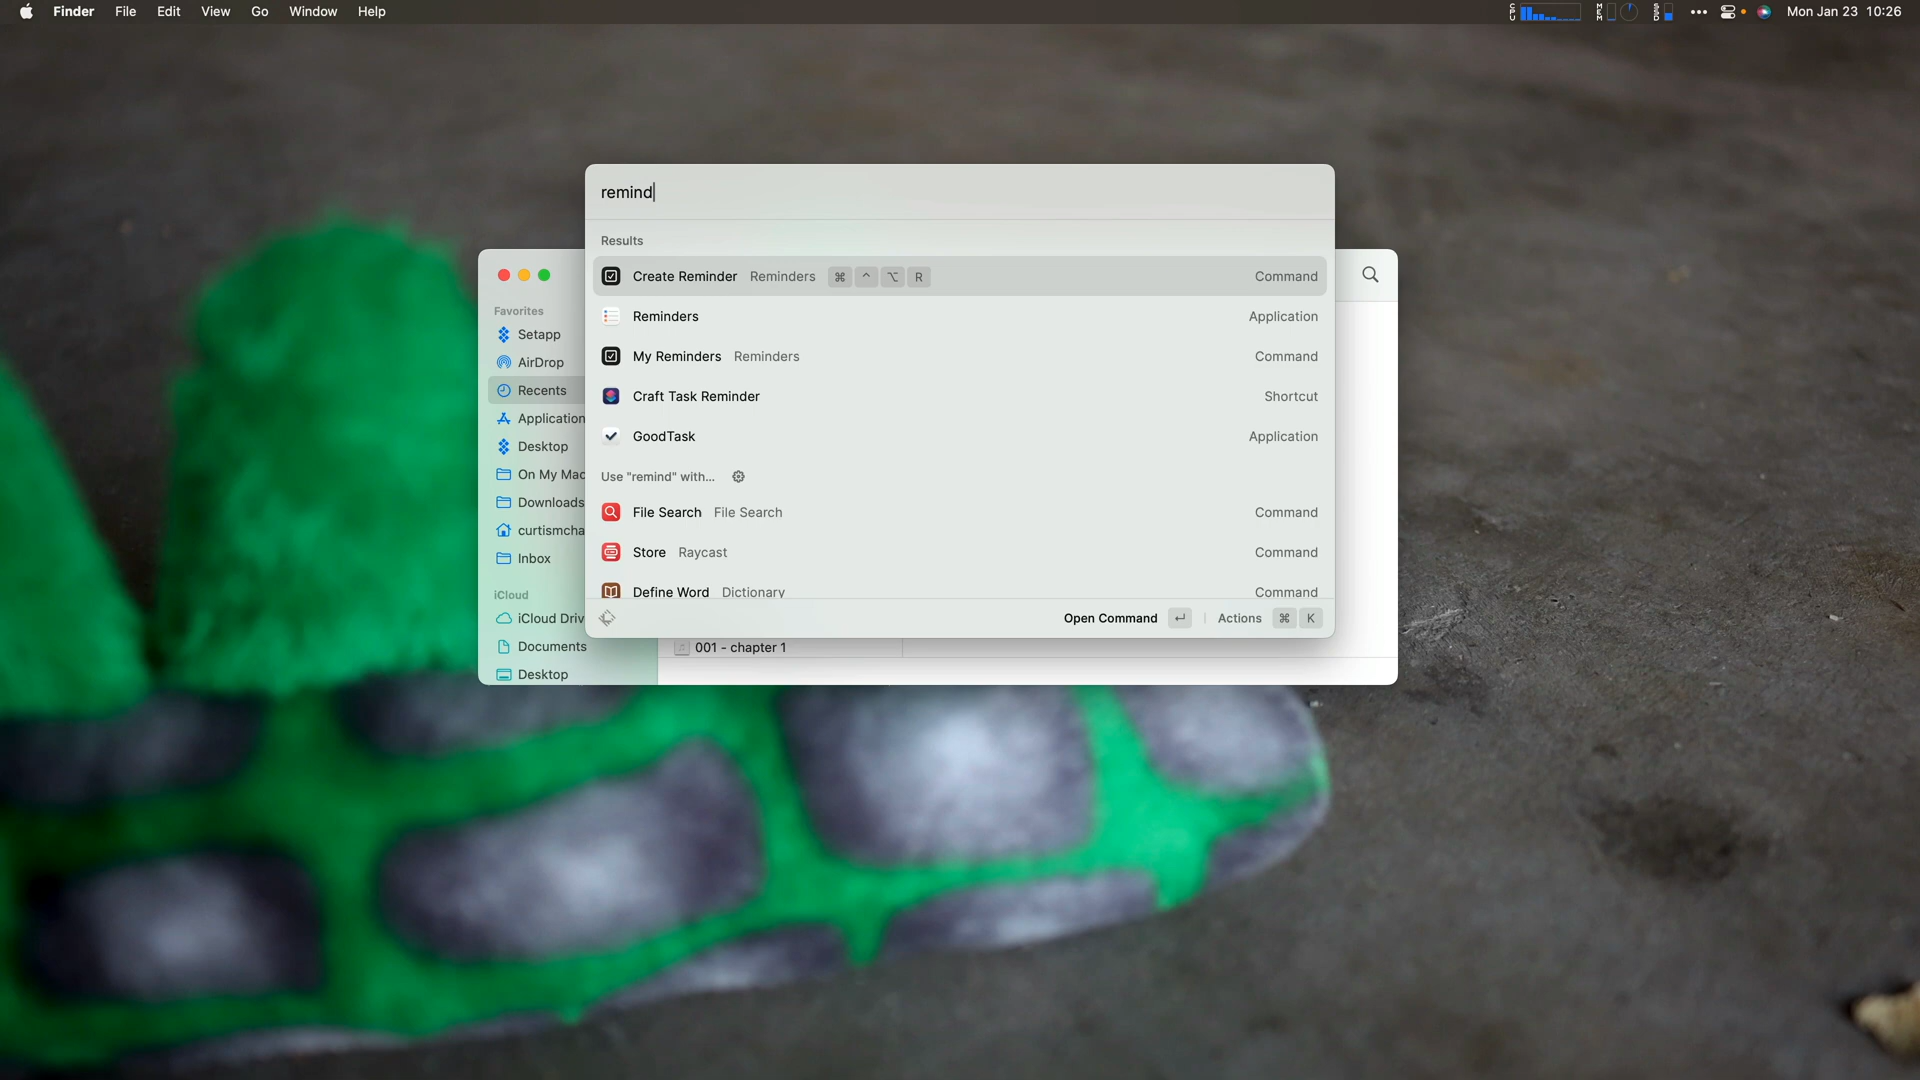 Finder File Edit View Go Window Help
CPU MEM SSD Mon Jan 23 10:26
remind
Results
Create Reminder Reminders ⌘ ^ ⌥ R Command
Reminders Application
My Reminders Reminders Command
Craft Task Reminder Shortcut
GoodTask Application
Use "remind" with...
File Search File Search Command
Store Raycast Command
Define Word Dictionary Command
Open Command ↵ Actions ⌘ K
Favorites
Setapp
AirDrop
Recents
Application
Desktop
On My Mac
Downloads
curtismcha
Inbox
iCloud
iCloud Driv
Documents
Desktop
001 - chapter 1